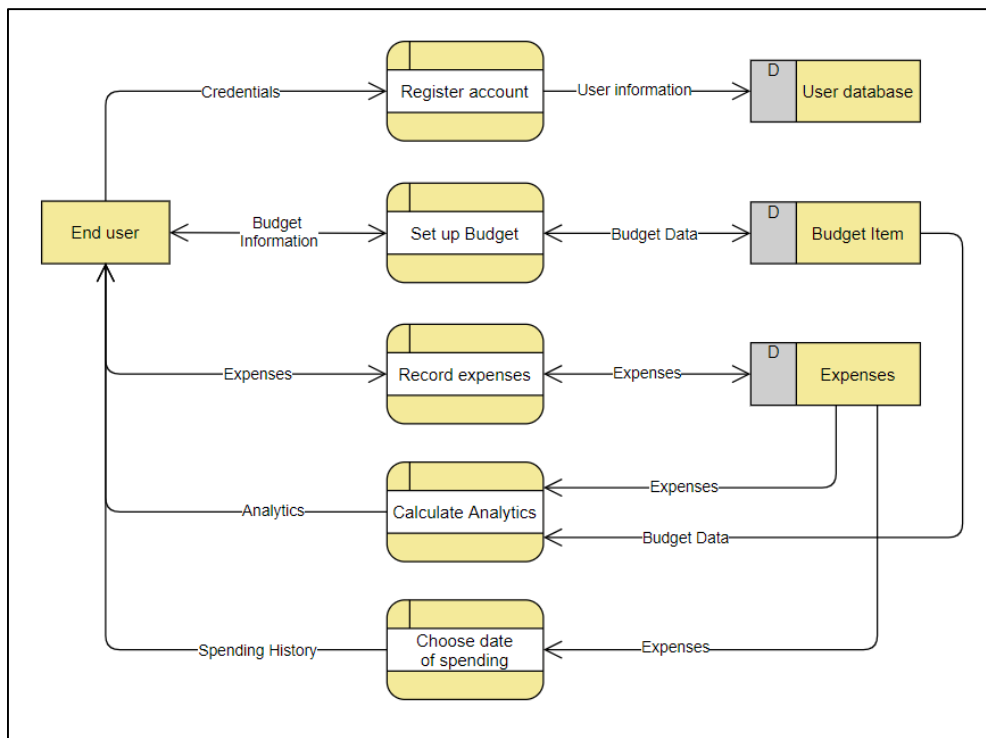 Credentials
Register account
User information
D
User database
End user
Budget
Information
Set up Budget
Budget Data
D
Budget Item
Expenses
Record expenses
Expenses
D
Expenses
Analytics
Calculate Analytics
Expenses
Budget Data
Spending History
Choose date
of spending
Expenses